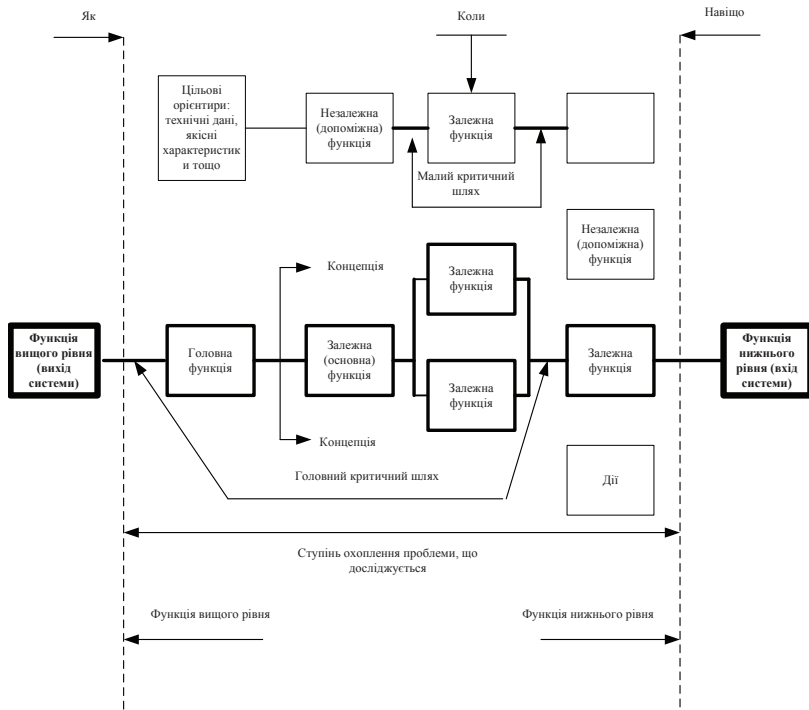 Як
Коли
Навіщо
Цільові
орієнтири:
технічні дані,
якісні
характеристик
и тощо
Незалежна
(допоміжна)
функція
Залежна
функція
Малий критичний
шлях
Незалежна
(допоміжна)
функція
Концепція
Залежна
функція
Функція
вищого рівня
(вихід
системи)
Головна
функція
Залежна
(основна)
функція
Залежна
функція
Залежна
функція
Функція
нижнього
рівня (вхід
системи)
Концепція
Головний критичний шлях
Дії
Ступінь охоплення проблеми, що
досліджується
Функція вищого рівня
Функція нижнього рівня